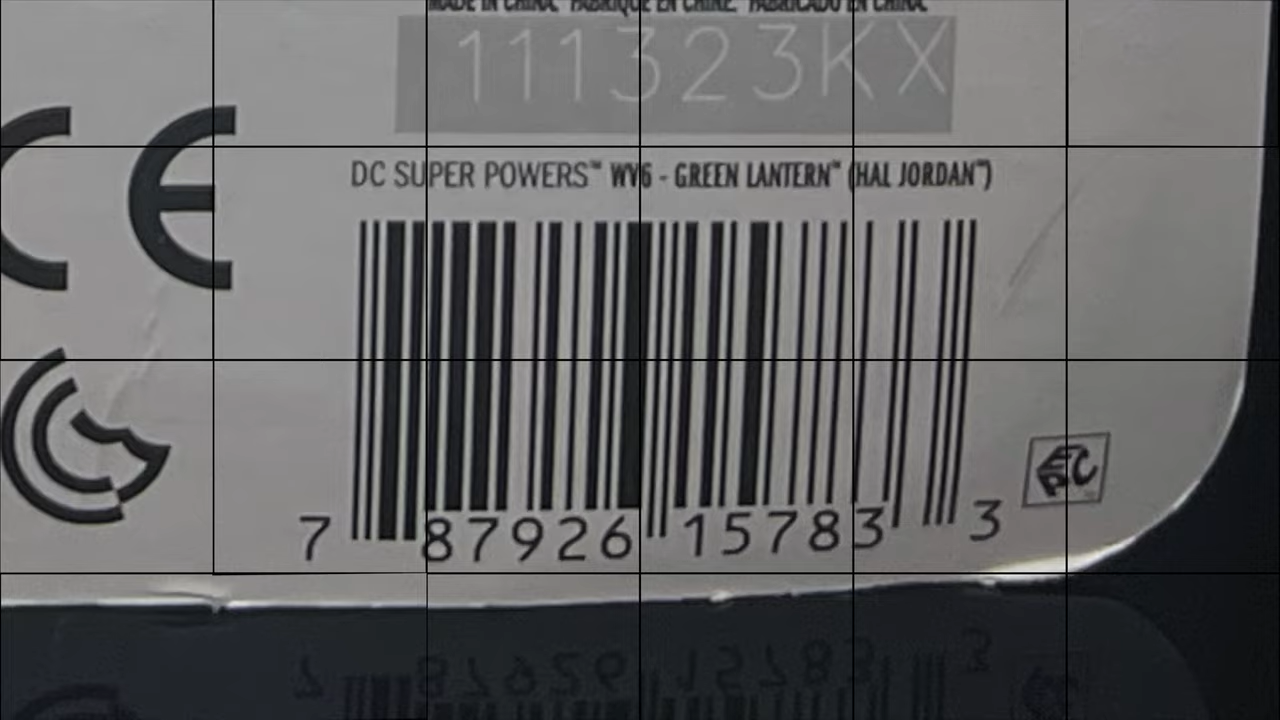 MADE IN CHINA. FABRIQUÉ EN CHINE. FABRICADO EN CHINA.
111323KX
CE
DC SUPER POWERS™ WV6 - GREEN LANTERN™ (HAL JORDAN™)
7 87926 15783 3